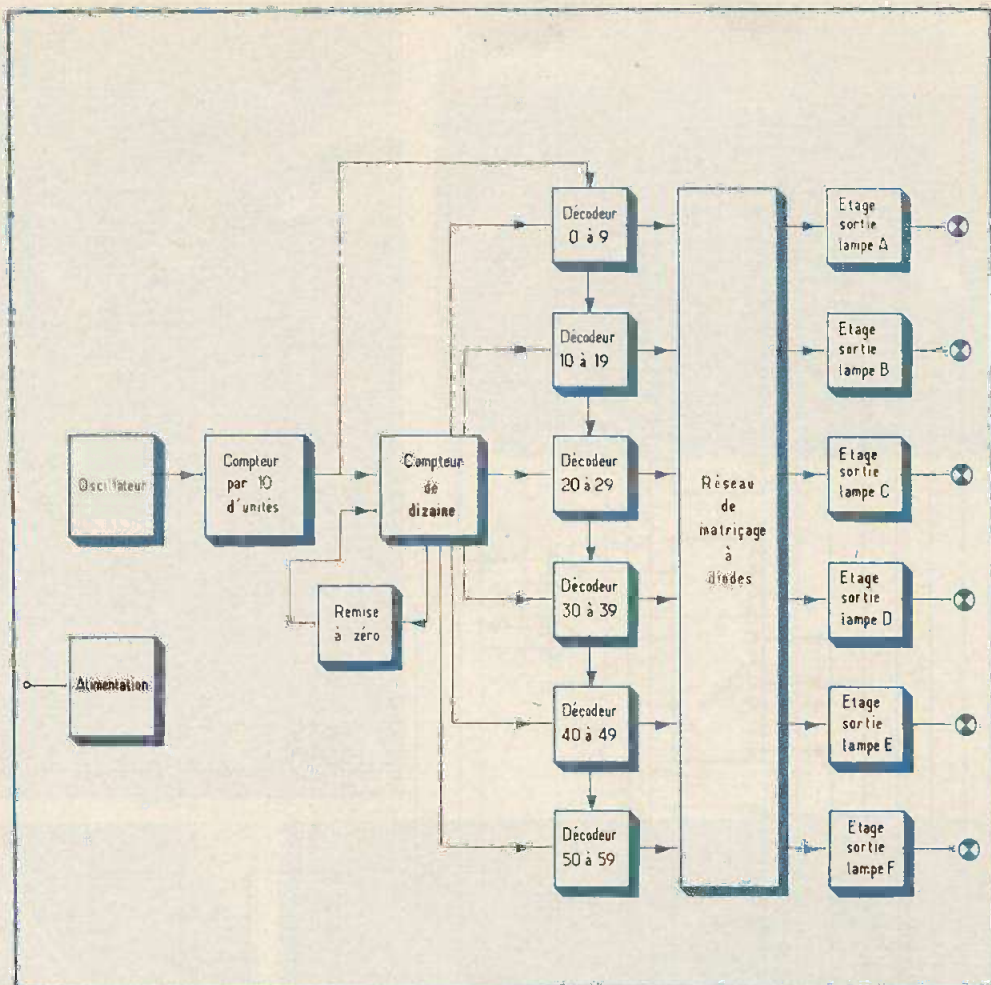 Décodeur
0 à 9
Etage
sortie
lampe A
Décodeur
10 à 19
Etage
sortie
lampe B
Oscillateur
Compteur
par 10
d'unités
Compteur
de
dizaine
Décodeur
20 à 29
Réseau
de
matriçage
à
diodes
Etage
sortie
lampe C
Remise
à zéro
Décodeur
30 à 39
Etage
sortie
lampe D
Alimentation
Décodeur
40 à 49
Etage
sortie
lampe E
Décodeur
50 à 59
Etage
sortie
lampe F